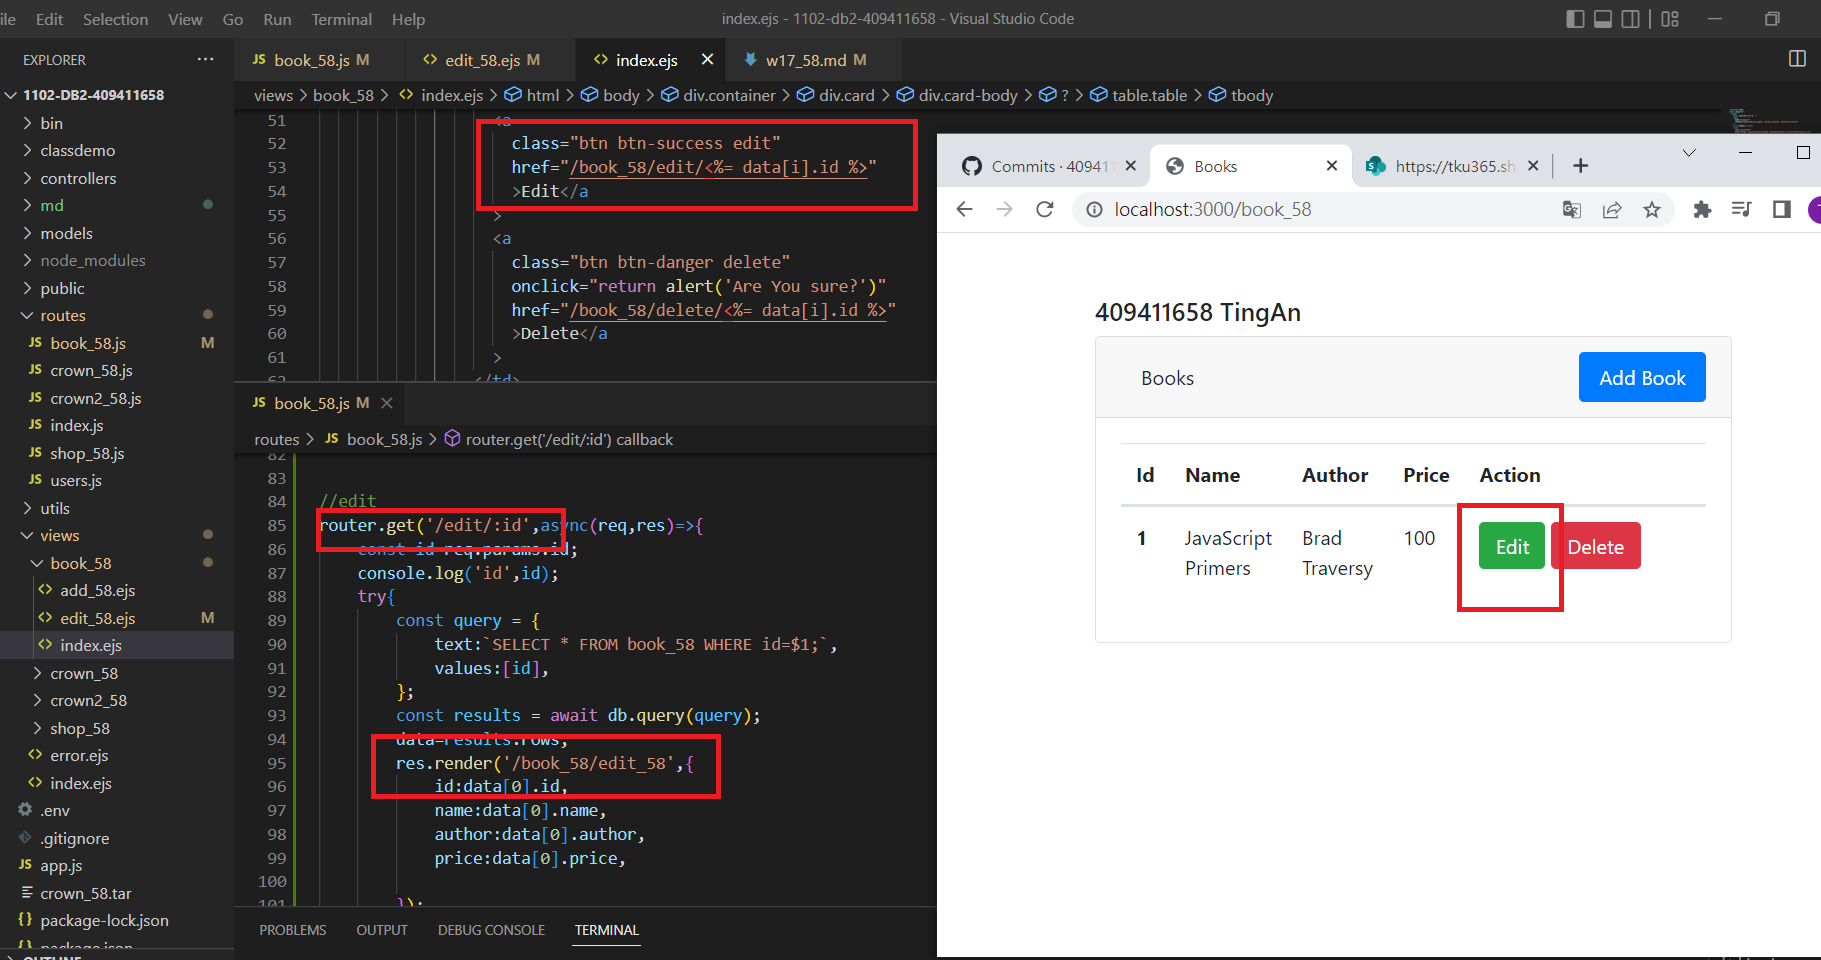 ile Edit Selection View Go Run Terminal Help
index.ejs - 1102-db2-409411658 - Visual Studio Code
EXPLORER
1102-DB2-409411658
bin
classdemo
controllers
md
models
node_modules
public
routes
JS book_58.js M
JS crown_58.js
JS crown2_58.js
JS index.js
JS shop_58.js
JS users.js
utils
views
book_58
<> add_58.ejs
<> edit_58.ejs M
<> index.ejs
crown_58
crown2_58
shop_58
<> error.ejs
<> index.ejs
.env
.gitignore
JS app.js
crown_58.tar
{} package-lock.json
{} package.json
OUTLINE
JS book_58.js M
<> edit_58.ejs M
<> index.ejs
w17_58.md M
views > book_58 > <> index.ejs > html > body > div.container > div.card > div.card-body > ? > table.table > tbody
51 <a
52 class="btn btn-success edit"
53 href="/book_58/edit/<%= data[i].id %>"
54 >Edit</a
55 >
56 <a
57 class="btn btn-danger delete"
58 onclick="return alert('Are You sure?')"
59 href="/book_58/delete/<%= data[i].id %>"
60 >Delete</a
61 >
62 </td>
JS book_58.js M
routes > JS book_58.js > router.get('/edit/:id') callback
82
83
84 //edit
85 router.get('/edit/:id',async(req,res)=>{
86 const id=req.params.id;
87 console.log('id',id);
88 try{
89 const query = {
90 text:`SELECT * FROM book_58 WHERE id=$1;`,
91 values:[id],
92 };
93 const results = await db.query(query);
94 data=results.rows;
95 res.render('/book_58/edit_58',{
96 id:data[0].id,
97 name:data[0].name,
98 author:data[0].author,
99 price:data[0].price,
100
101 });
PROBLEMS OUTPUT DEBUG CONSOLE TERMINAL
Commits · 40941
Books
https://tku365.sh
localhost:3000/book_58
409411658 TingAn
Books
Add Book
Id Name Author Price Action
1 JavaScript Primers Brad Traversy 100 Edit Delete